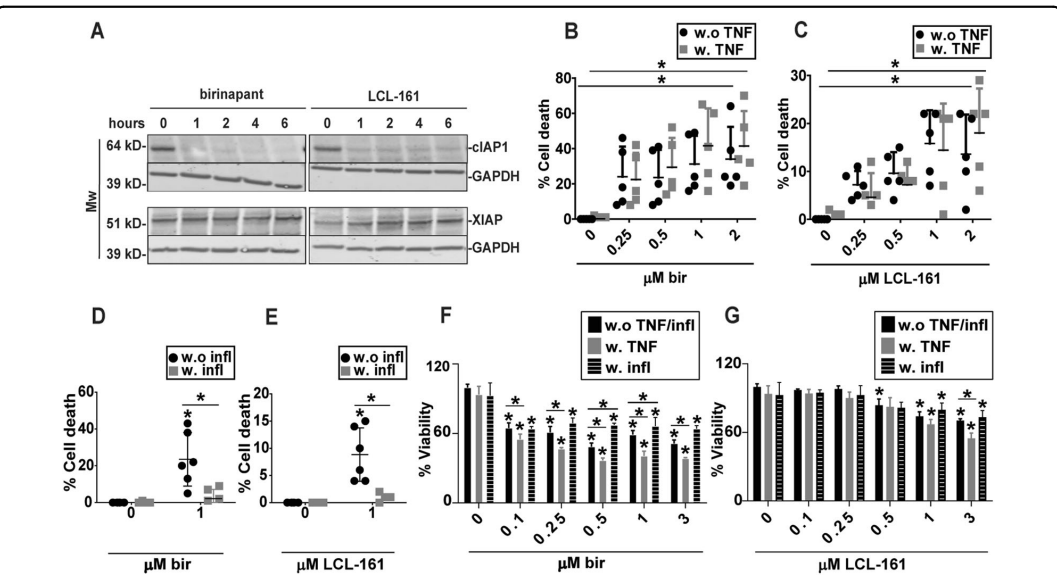 A
birinapant LCL-161
hours 0 1 2 4 6 0 1 2 4 6
64 kD- -cIAP1
39 kD- -GAPDH
Mw
51 kD- -XIAP
39 kD- -GAPDH
B
w.o TNF
w. TNF
*
*
% Cell death
80
60
40
20
0
0 0.25 0.5 1 2
μM bir
C
w.o TNF
w. TNF
*
*
% Cell death
30
20
10
0
0 0.25 0.5 1 2
μM LCL-161
D
w.o infl
w. infl
*
*
% Cell death
60
40
20
0
0 1
μM bir
E
w.o infl
w. infl
*
*
% Cell death
20
15
10
5
0
0 1
μM LCL-161
F
w.o TNF/infl
w. TNF
w. infl
% Viability
120
60
0
* * * *
* * * * * * * * * *
* * * * * * * *
0 0.1 0.25 0.5 1 3
μM bir
G
w.o TNF/infl
w. TNF
w. infl
% Viability
120
60
0
*
* * * * * * *
0 0.1 0.25 0.5 1 3
μM LCL-161